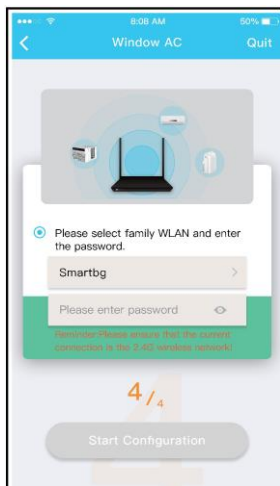 8:08 AM
50%
Window AC
Quit
Please select family WLAN and enter
the password.
Smartbg
Please enter password
Reminder:Please ensure that the current
connection is the 2.4G wireless network!
4/4
Start Configuration